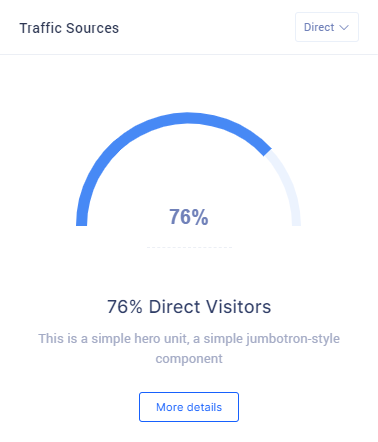 Traffic Sources
Direct
76%
76% Direct Visitors
This is a simple hero unit, a simple jumbotron-style
component
More details